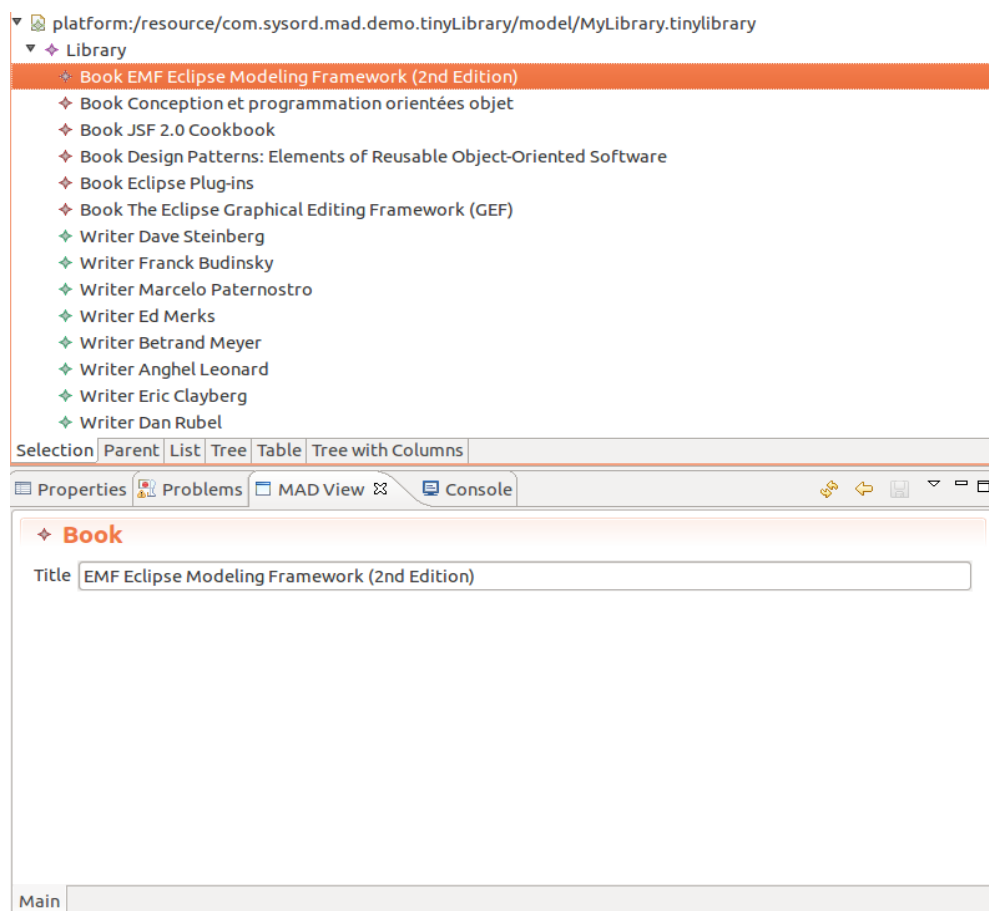 platform:/resource/com.sysord.mad.demo.tinyLibrary/model/MyLibrary.tinylibrary
Library
Book EMF Eclipse Modeling Framework (2nd Edition)
Book Conception et programmation orientées objet
Book JSF 2.0 Cookbook
Book Design Patterns: Elements of Reusable Object-Oriented Software
Book Eclipse Plug-ins
Book The Eclipse Graphical Editing Framework (GEF)
Writer Dave Steinberg
Writer Franck Budinsky
Writer Marcelo Paternostro
Writer Ed Merks
Writer Betrand Meyer
Writer Anghel Leonard
Writer Eric Clayberg
Writer Dan Rubel
Selection Parent List Tree Table Tree with Columns
Properties Problems MAD View Console
Book
Title EMF Eclipse Modeling Framework (2nd Edition)
Main